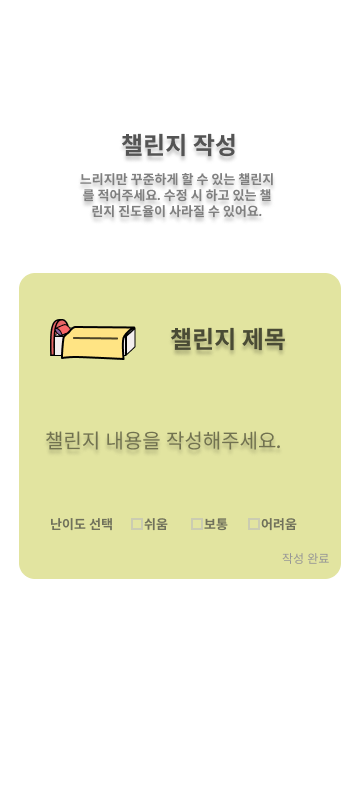 챌린지 작성
느리지만 꾸준하게 할 수 있는 챌린지
를 적어주세요. 수정 시 하고 있는 챌
린지 진도율이 사라질 수 있어요.
챌린지 제목
챌린지 내용을 작성해주세요.
난이도 선택 쉬움 보통 어려움
작성 완료